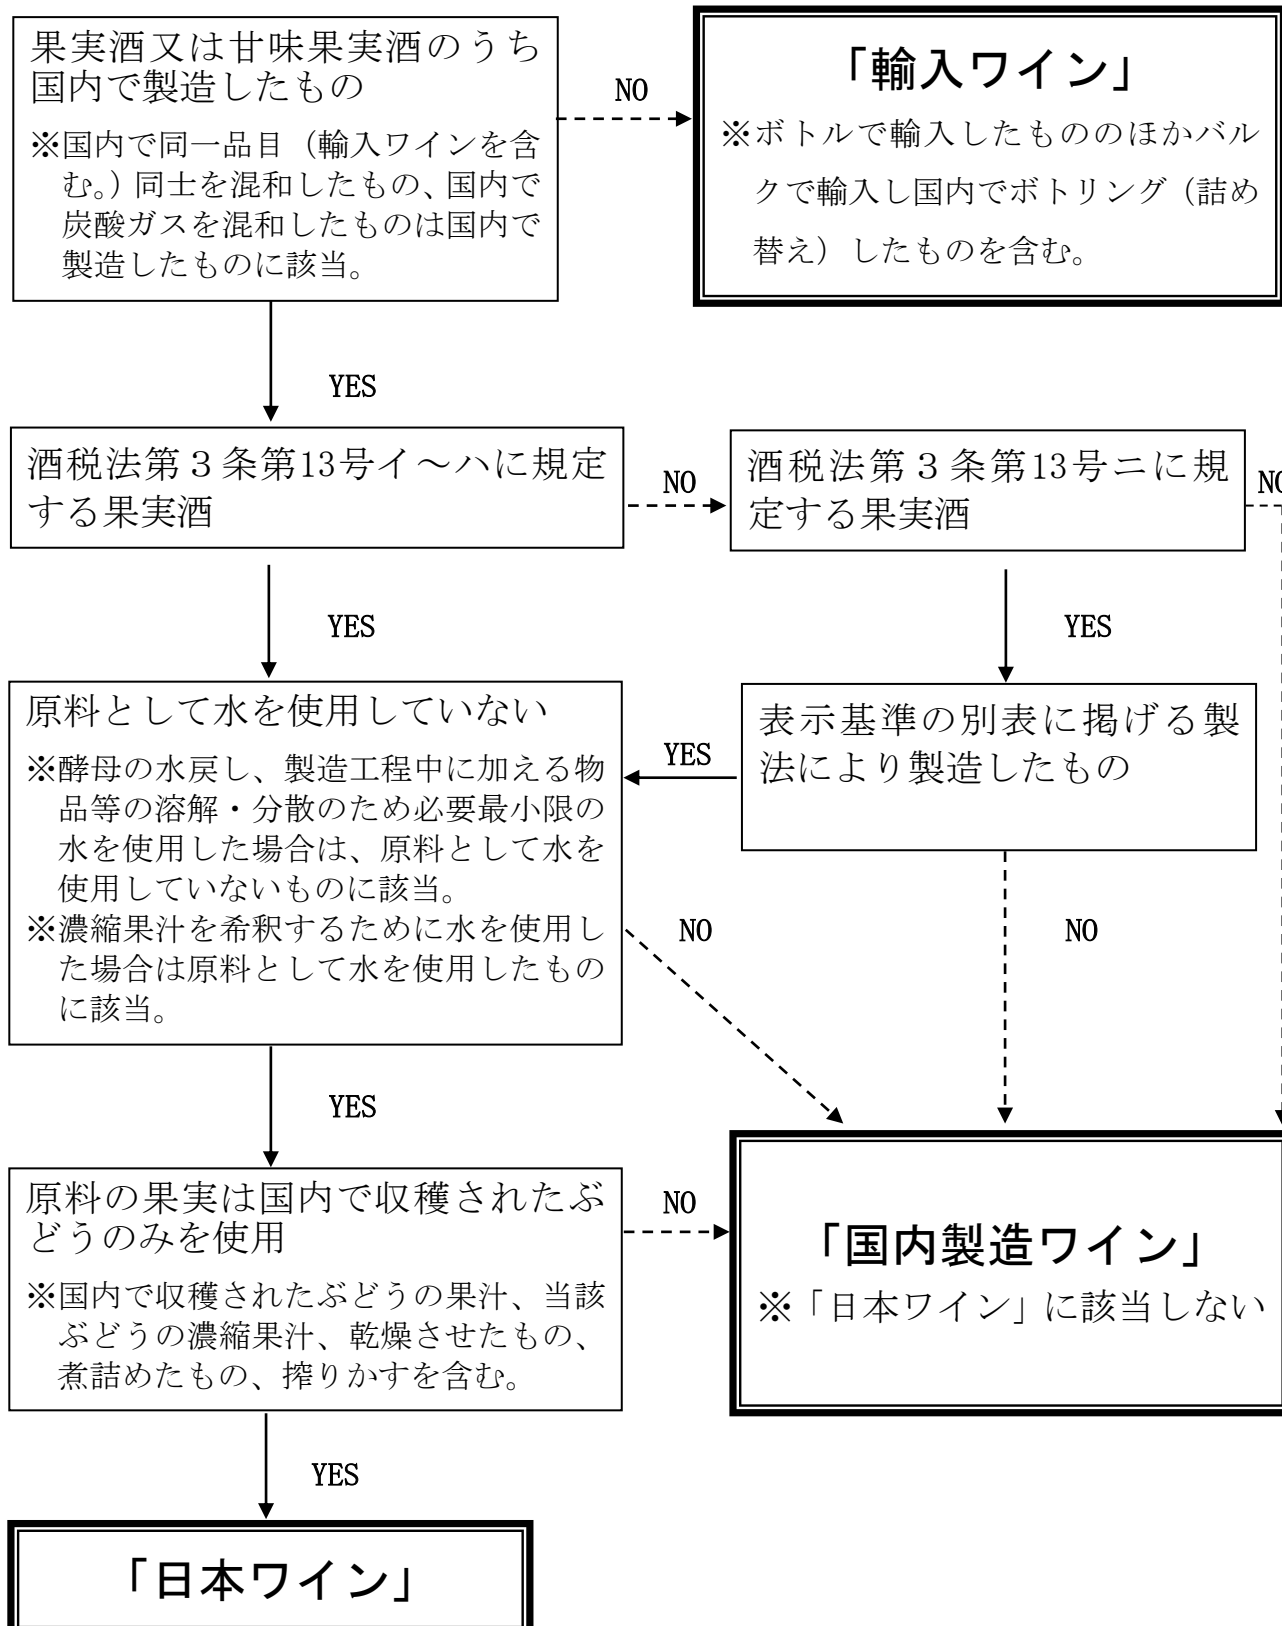 果実酒又は甘味果実酒のうち
国内で製造したもの
※国内で同一品目（輸入ワインを含
む。）同士を混和したもの、国内で
炭酸ガスを混和したものは国内で
製造したものに該当。
NO
「輸入ワイン」
※ボトルで輸入したもののほかバル
クで輸入し国内でボトリング（詰め
替え）したものを含む。
YES
酒税法第３条第13号イ～ハに規定
する果実酒
NO
酒税法第３条第13号ニに規
定する果実酒
NO
YES
YES
原料として水を使用していない
※酵母の水戻し、製造工程中に加える物
品等の溶解・分散のため必要最小限の
水を使用した場合は、原料として水を
使用していないものに該当。
※濃縮果汁を希釈するために水を使用し
た場合は原料として水を使用したもの
に該当。
YES
表示基準の別表に掲げる製
法により製造したもの
NO
NO
YES
原料の果実は国内で収穫されたぶ
どうのみを使用
※国内で収穫されたぶどうの果汁、当該
ぶどうの濃縮果汁、乾燥させたもの、
煮詰めたもの、搾りかすを含む。
NO
「国内製造ワイン」
※「日本ワイン」に該当しない
YES
「日本ワイン」